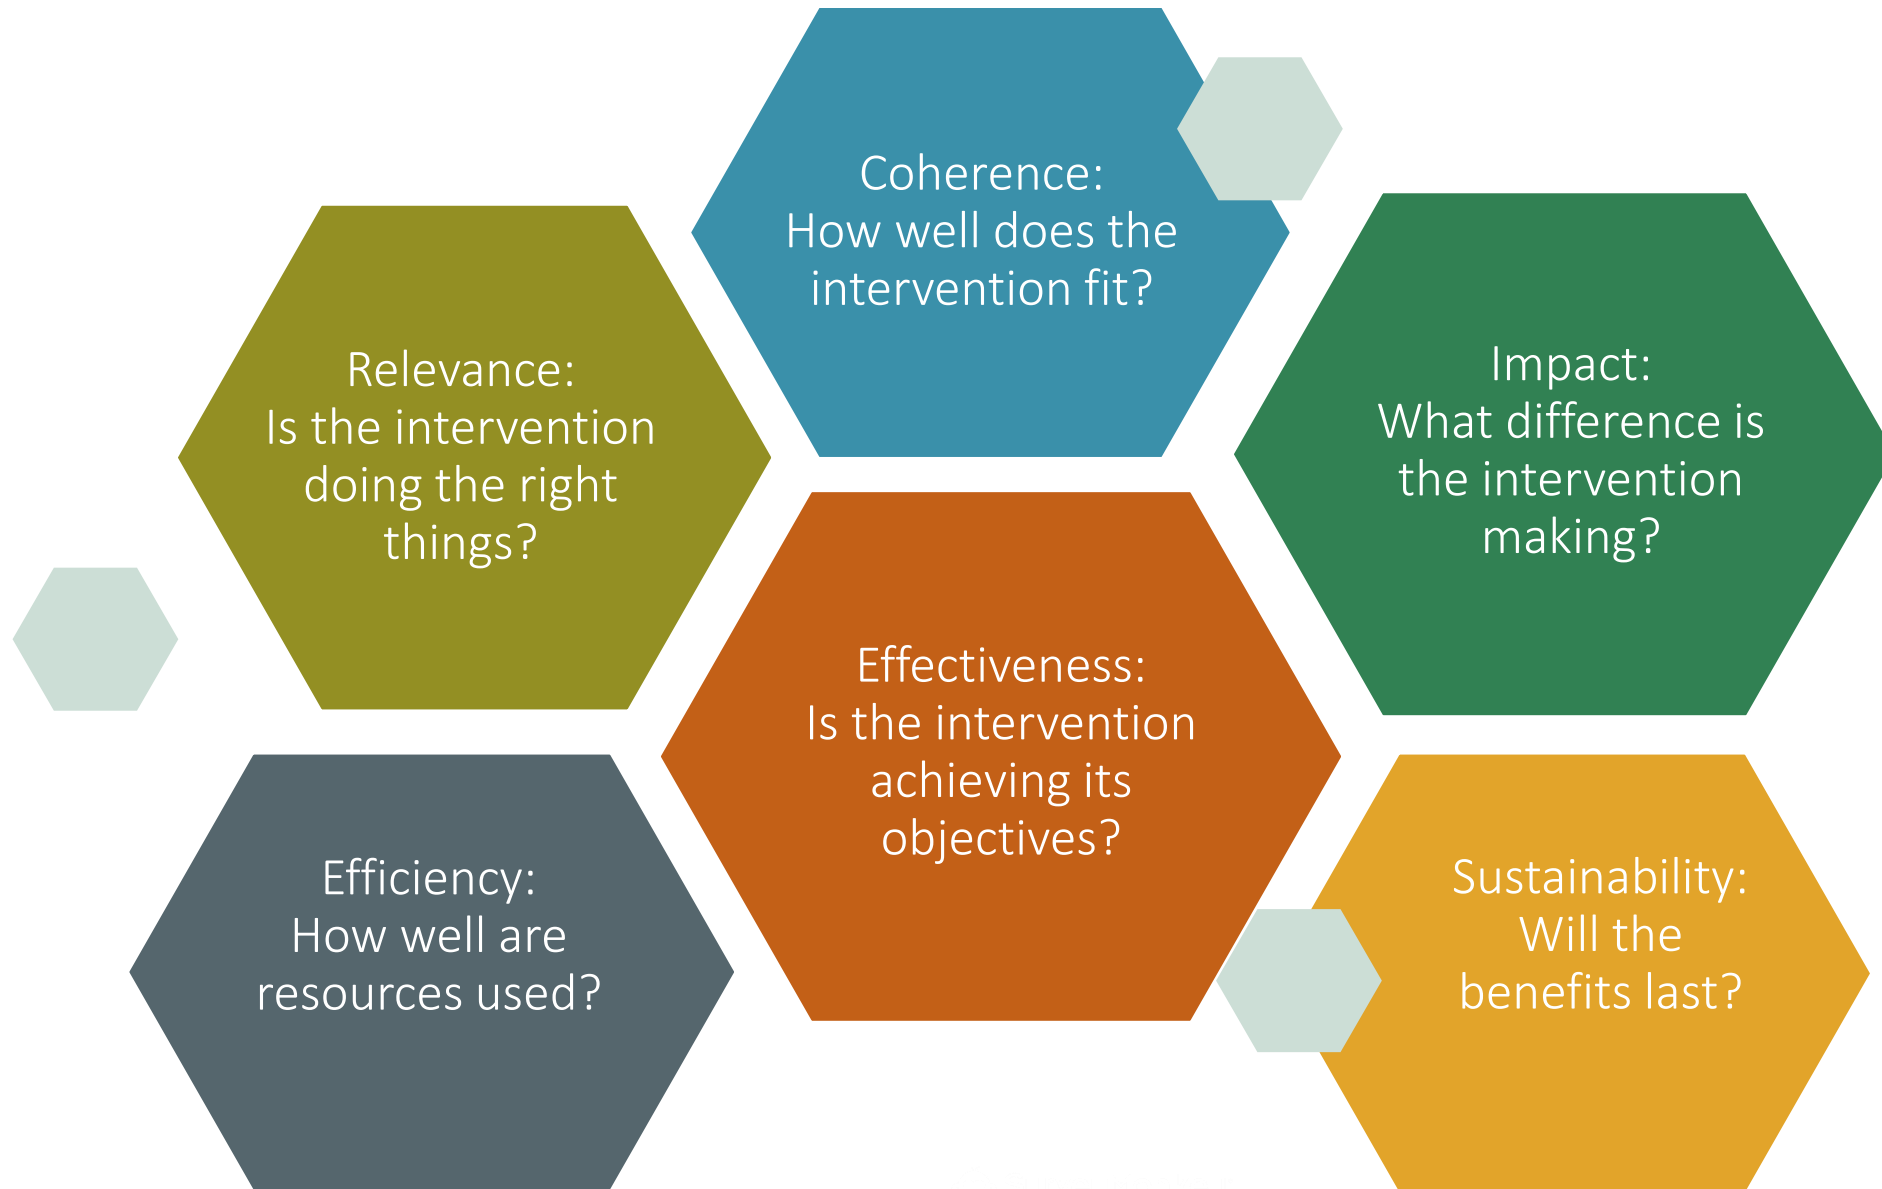 Coherence:
How well does the
intervention fit?
Relevance:
Is the intervention
doing the right
things?
Impact:
What difference is
the intervention
making?
Effectiveness:
Is the intervention
achieving its
objectives?
Efficiency:
How well are
resources used?
Sustainability:
Will the
benefits last?